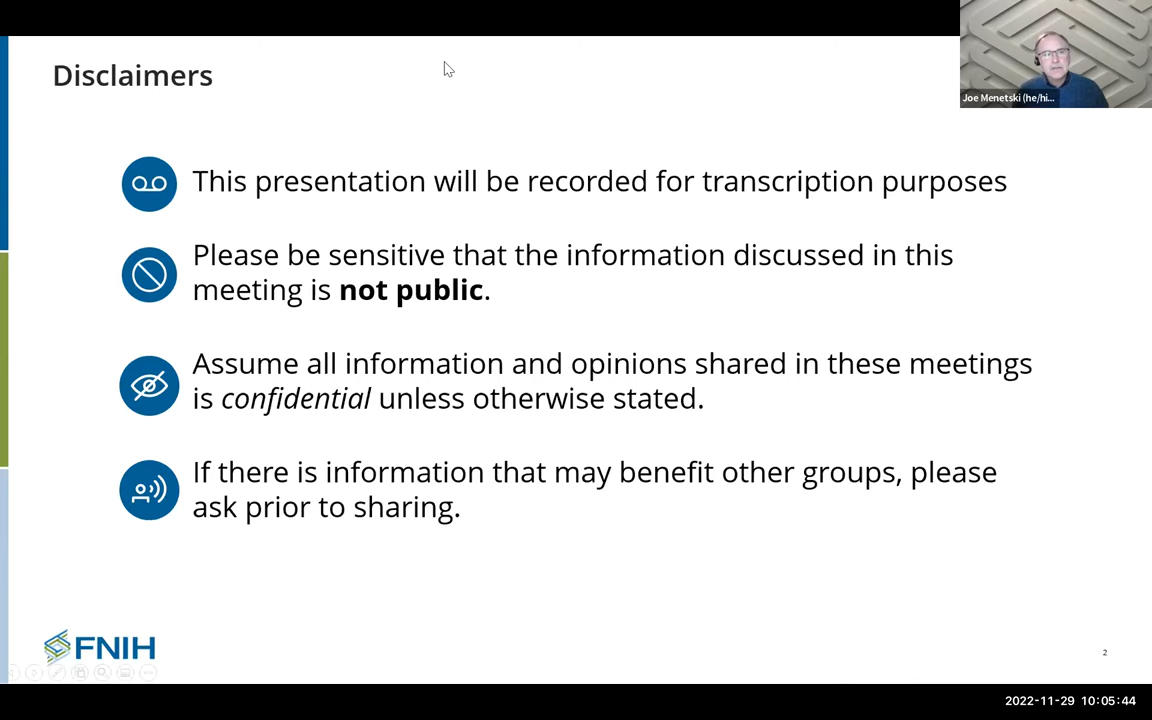 Disclaimers
Joe Menetski (he/hi...
This presentation will be recorded for transcription purposes
Please be sensitive that the information discussed in this
meeting is not public.
Assume all information and opinions shared in these meetings
is confidential unless otherwise stated.
If there is information that may benefit other groups, please
ask prior to sharing.
FNIH
2
2022-11-29 10:05:44